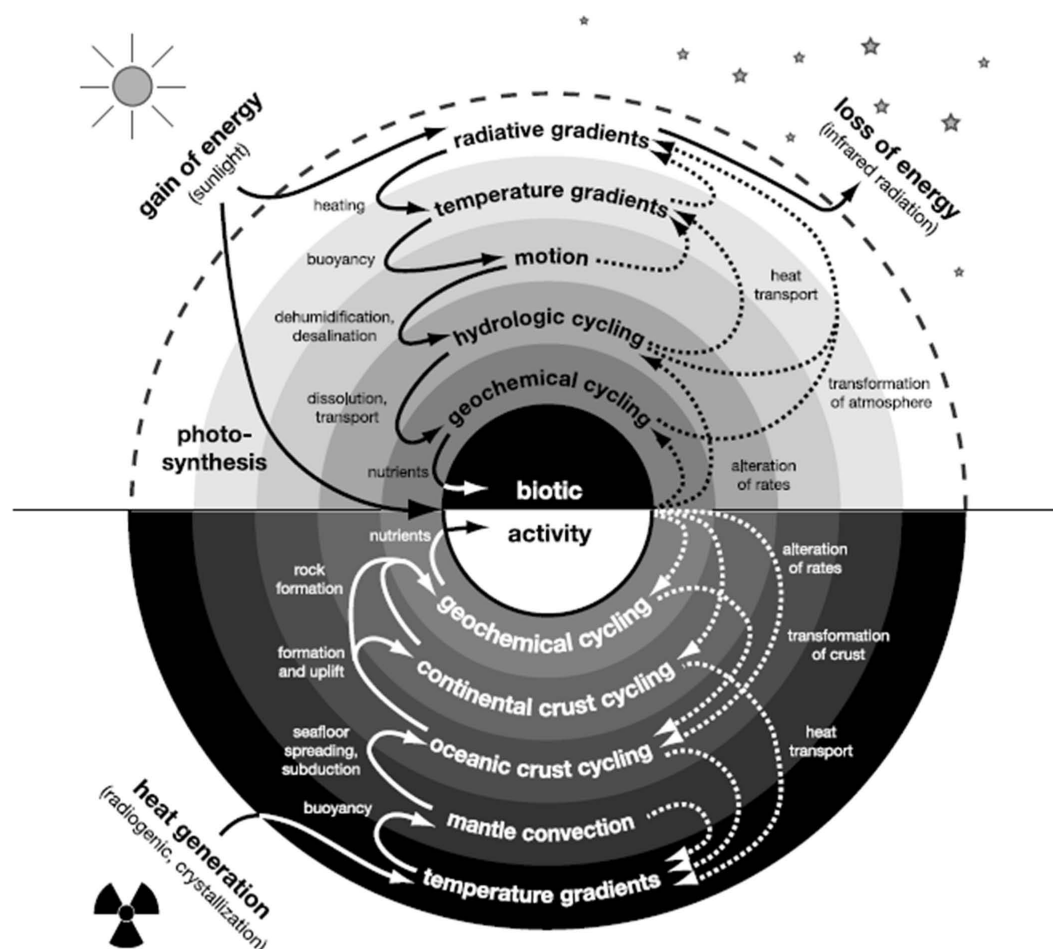 gain of energy
(sunlight)
loss of energy
(infrared radiation)
radiative gradients
heating
temperature gradients
buoyancy
motion
heat
transport
dehumidification,
desalination
hydrologic cycling
dissolution,
transport
geochemical cycling
transformation
of atmosphere
photo-
synthesis
nutrients
alteration
of rates
biotic
activity
nutrients
alteration
of rates
rock
formation
geochemical cycling
transformation
of crust
formation
and uplift
continental crust cycling
seafloor
spreading,
subduction
oceanic crust cycling
heat
transport
buoyancy
mantle convection
heat generation
(radiogenic, crystallization)
temperature gradients